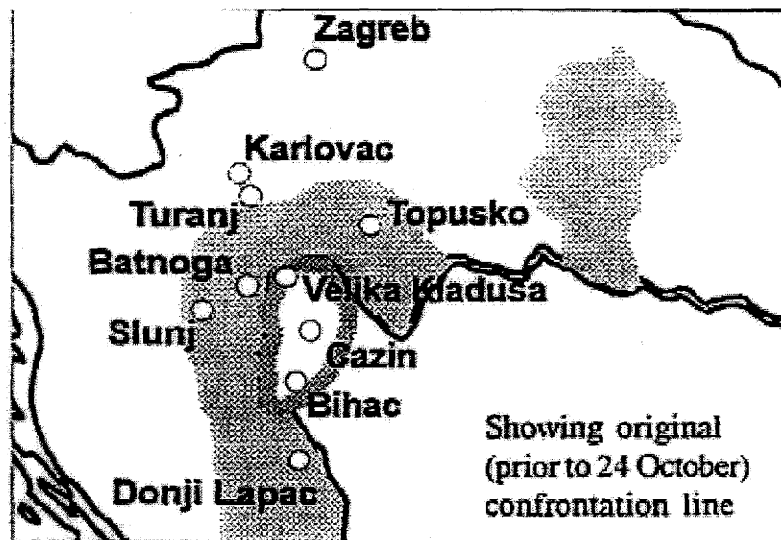 Zagreb
Karlovac
Turanj
Topusko
Batnoga
Velika Kladuša
Slunj
Cazin
Bihac
Donji Lapac
Showing original
(prior to 24 October)
confrontation line